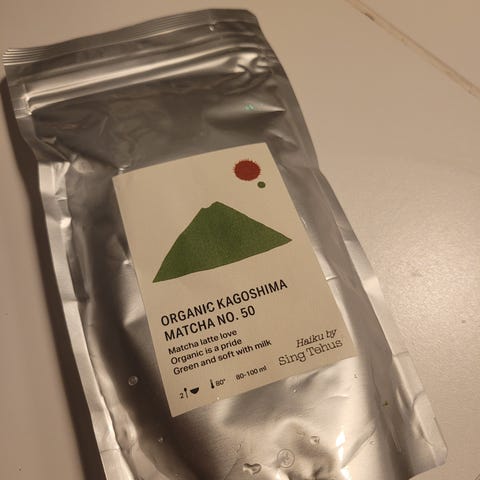 ORGANIC KAGOSHIMA
MATCHA NO. 50
Matcha latte love
Organic is a pride
Green and soft with milk
Haiku by
Sing Tehus
2 80° 80-100 ml